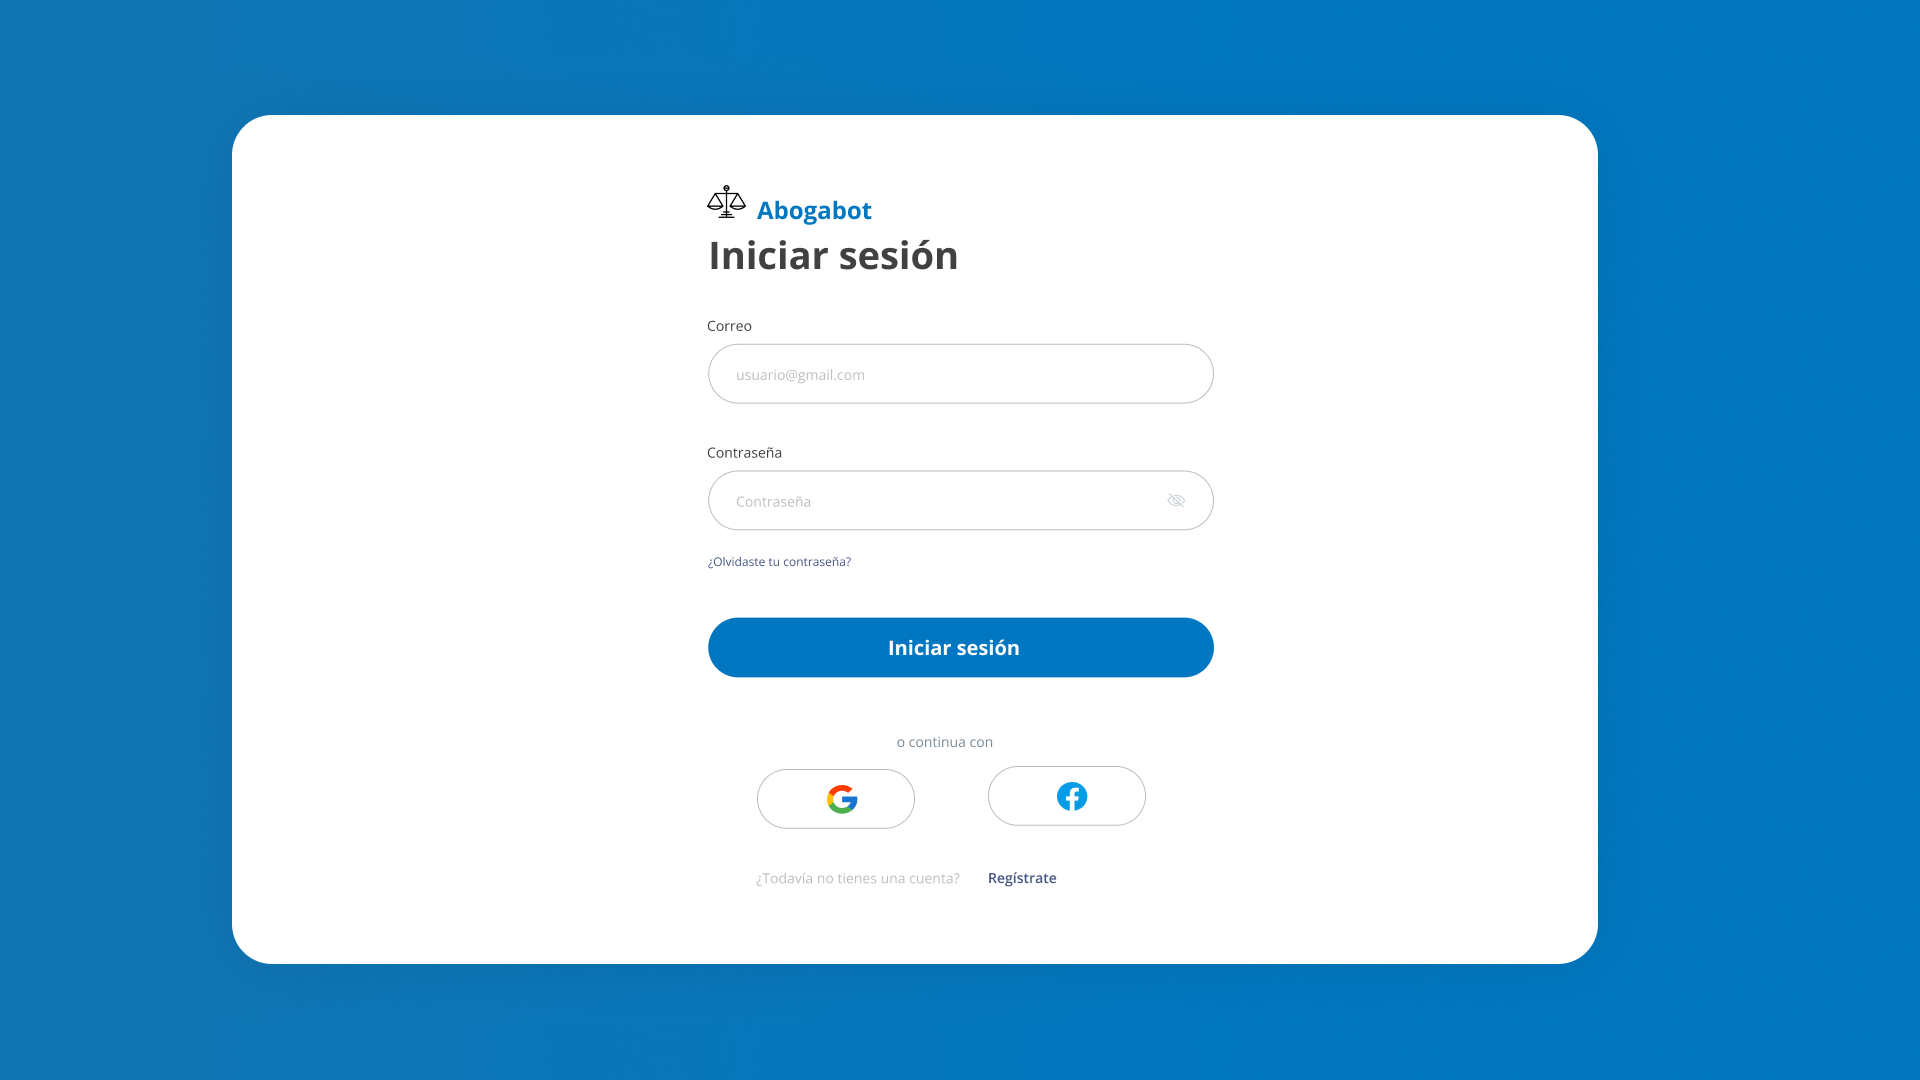 Abogabot
Iniciar sesión
Correo
usuario@gmail.com
Contraseña
Contraseña
¿Olvidaste tu contraseña?
Iniciar sesión
o continua con
¿Todavía no tienes una cuenta? Regístrate